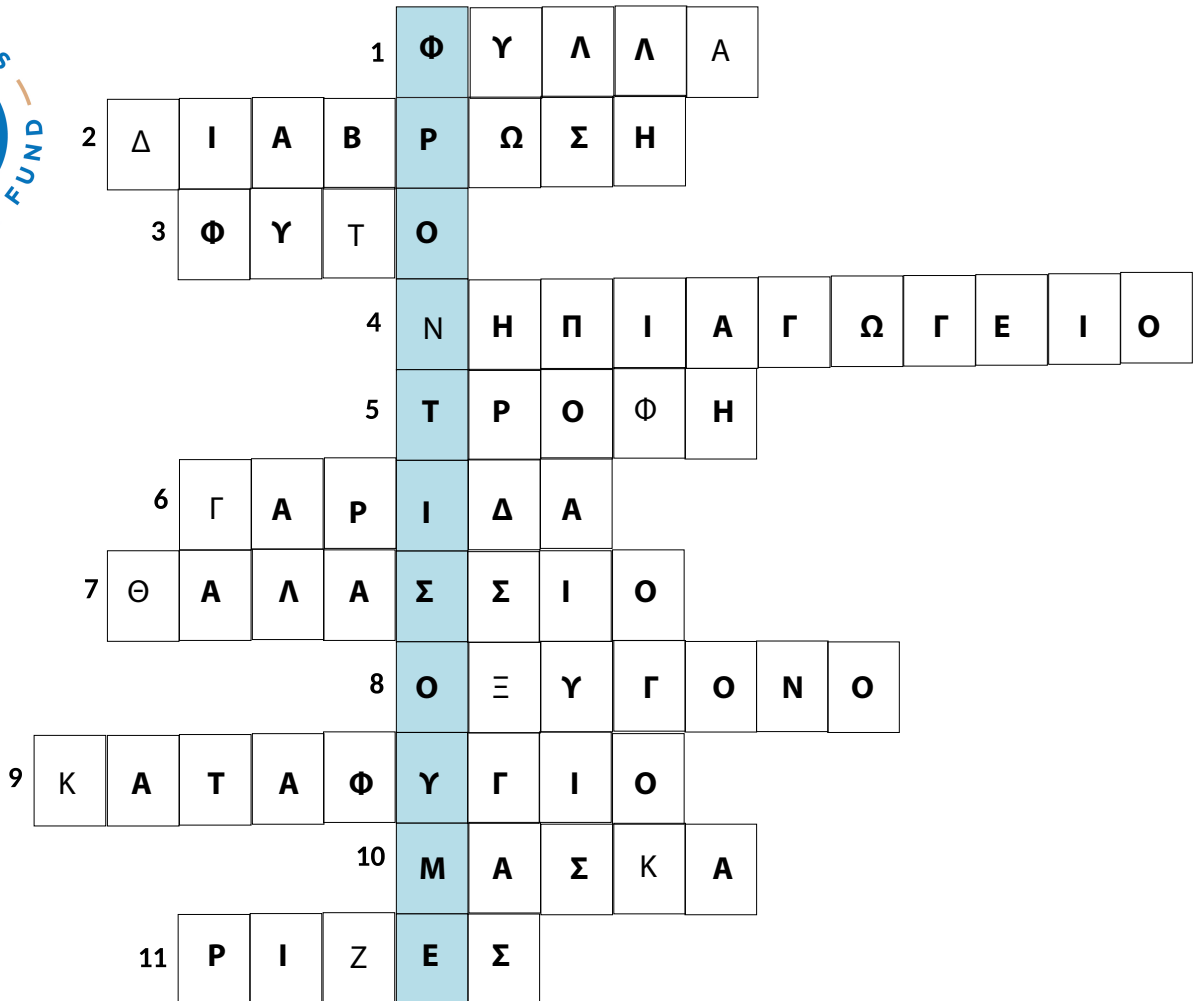 S FUND
1 ΦΥΛΛΑ
2 ΔΙΑΒΡΩΣΗ
3 ΦΥΤΟ
4 ΝΗΠΙΑΓΩΓΕΙΟ
5 ΤΡΟΦΗ
6 ΓΑΡΙΔΑ
7 ΘΑΛΑΣΣΙΟ
8 ΟΞΥΓΟΝΟ
9 ΚΑΤΑΦΥΓΙΟ
10 ΜΑΣΚΑ
11 ΡΙΖΕΣ